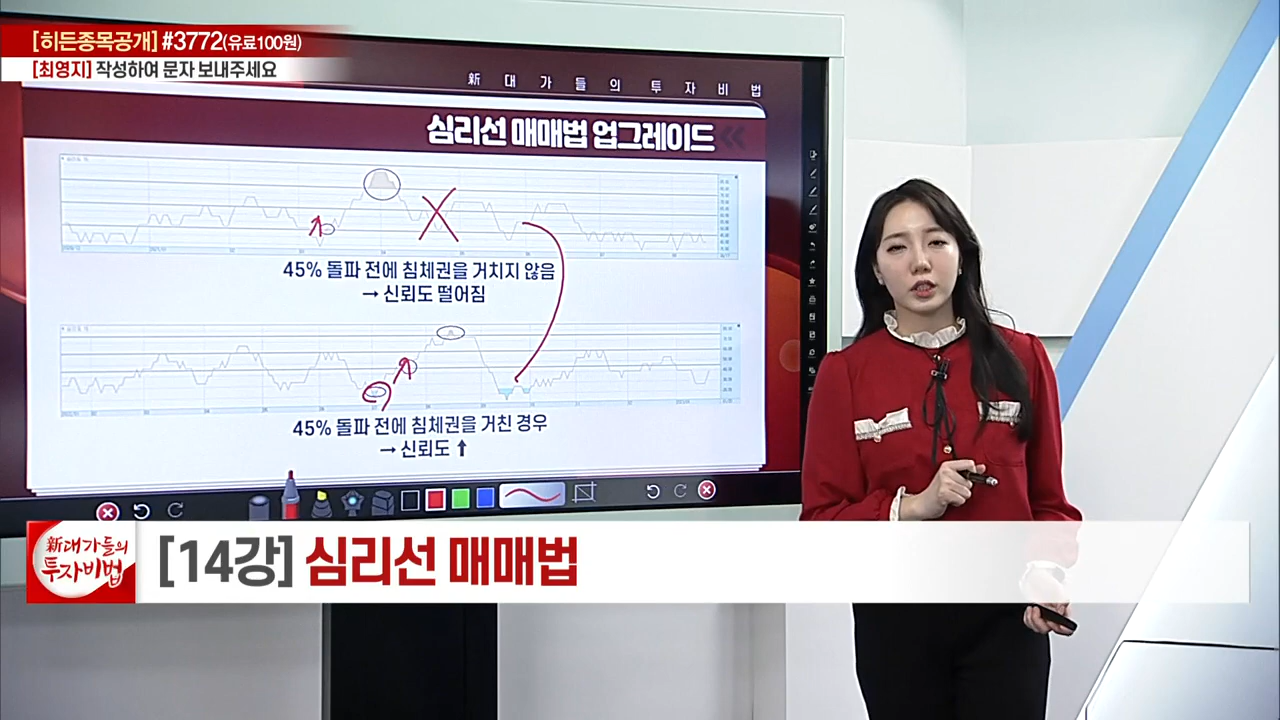 [히든종목공개] #3772(유료100원)
[최영지] 작성하여 문자 보내주세요
新 대 가 들 의 투 자 비 법
심리선 매매법 업그레이드
45% 돌파 전에 침체권을 거치지 않음
→ 신뢰도 떨어짐
45% 돌파 전에 침체권을 거친 경우
→ 신뢰도 ⬆
新대가들의
투자비법
[14강] 심리선 매매법